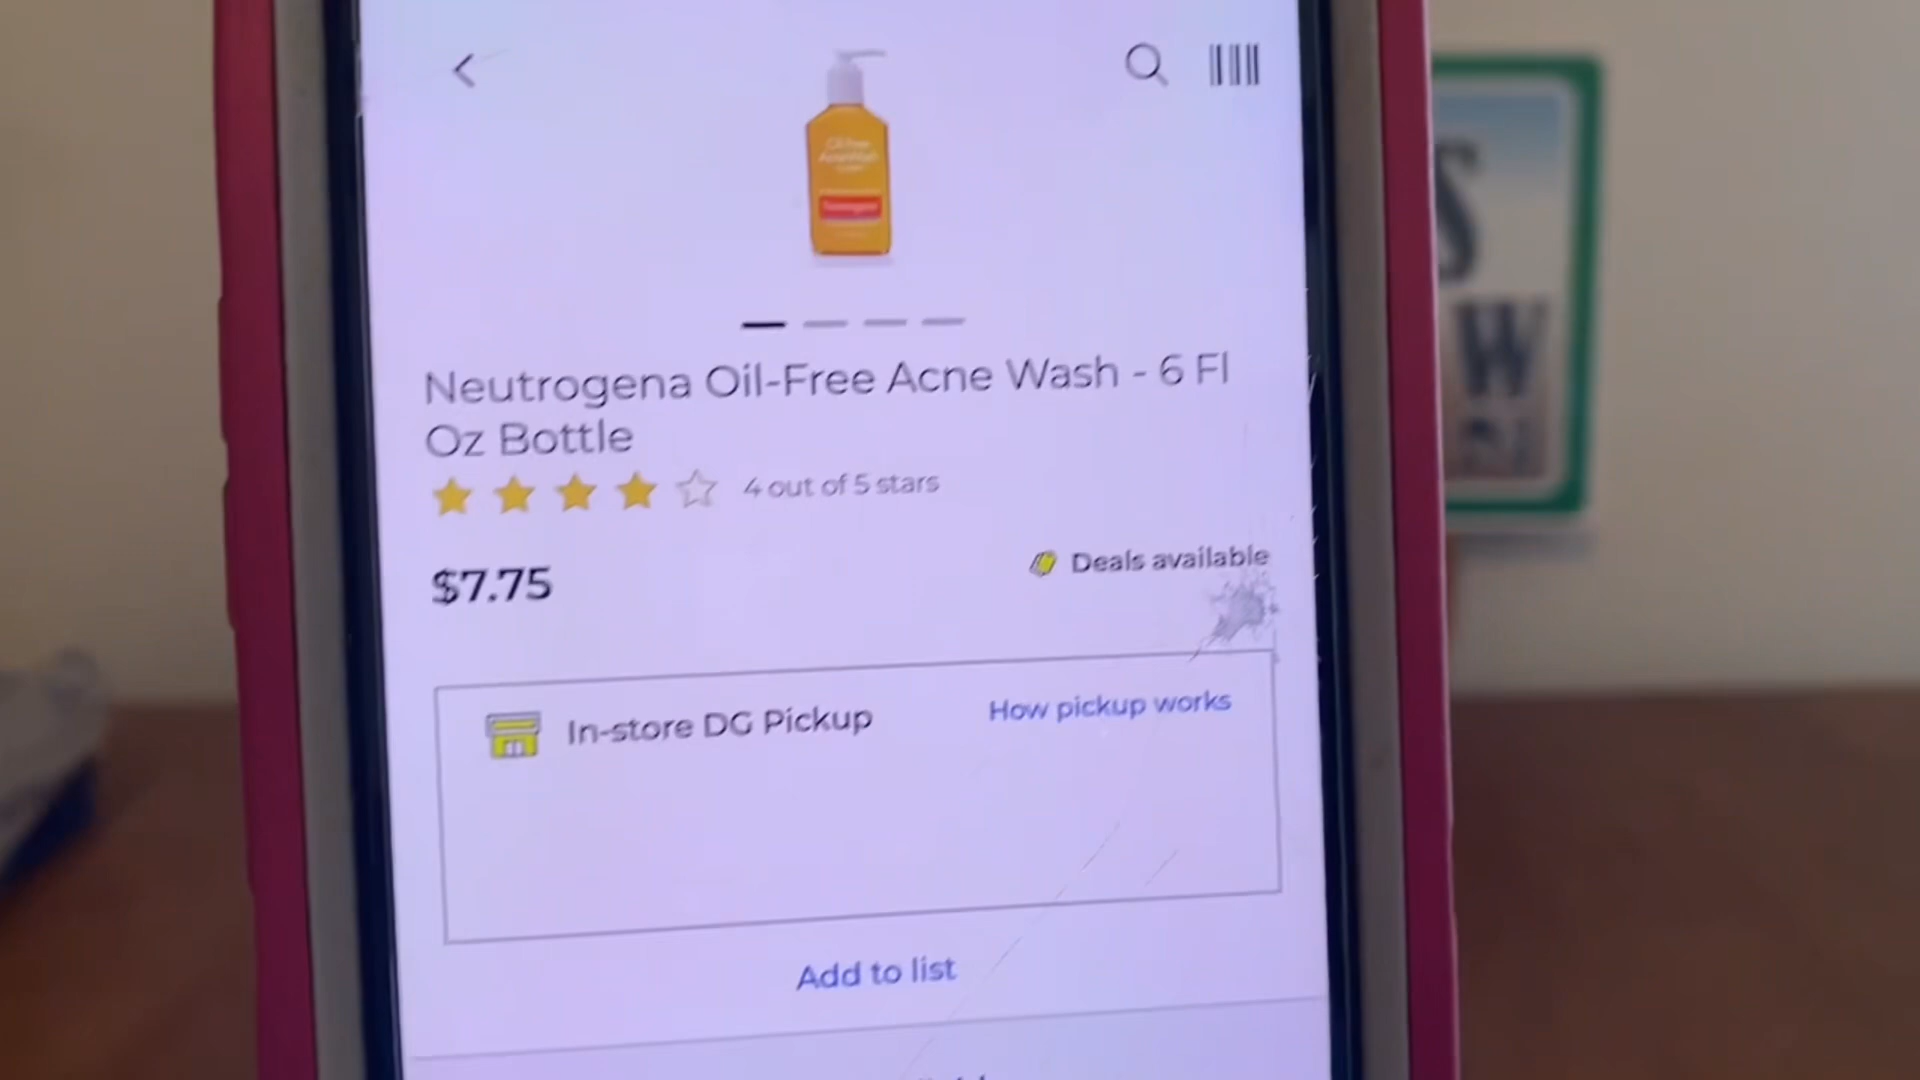 Neutrogena Oil-Free Acne Wash - 6 Fl
Oz Bottle
4 out of 5 stars
$7.75
Deals available
In-store DG Pickup
How pickup works
Add to list
S
W